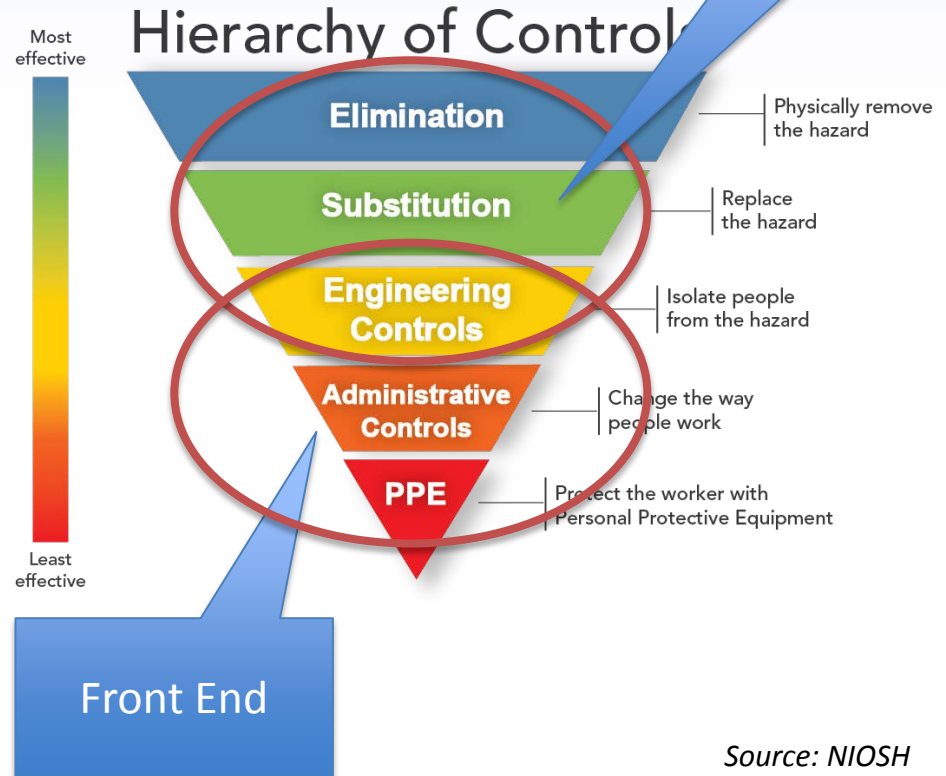 Hierarchy of Controls
Most
effective
Elimination
Physically remove
the hazard
Substitution
Replace
the hazard
Engineering
Controls
Isolate people
from the hazard
Administrative
Controls
Change the way
people work
PPE
Protect the worker with
Personal Protective Equipment
Least
effective
Front End
Source: NIOSH